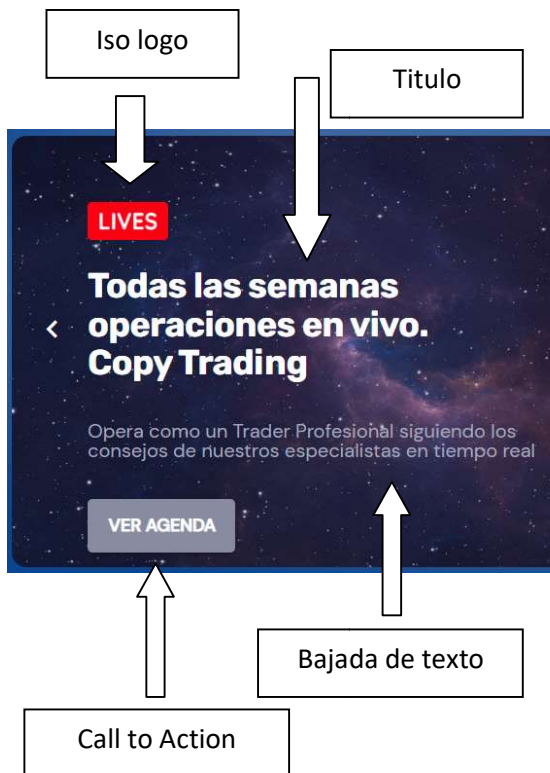 Iso logo
Titulo
LIVES
Todas las semanas
operaciones en vivo.
Copy Trading
Opera como un Trader Profesional siguiendo los
consejos de nuestros especialistas en tiempo real
VER AGENDA
Bajada de texto
Call to Action